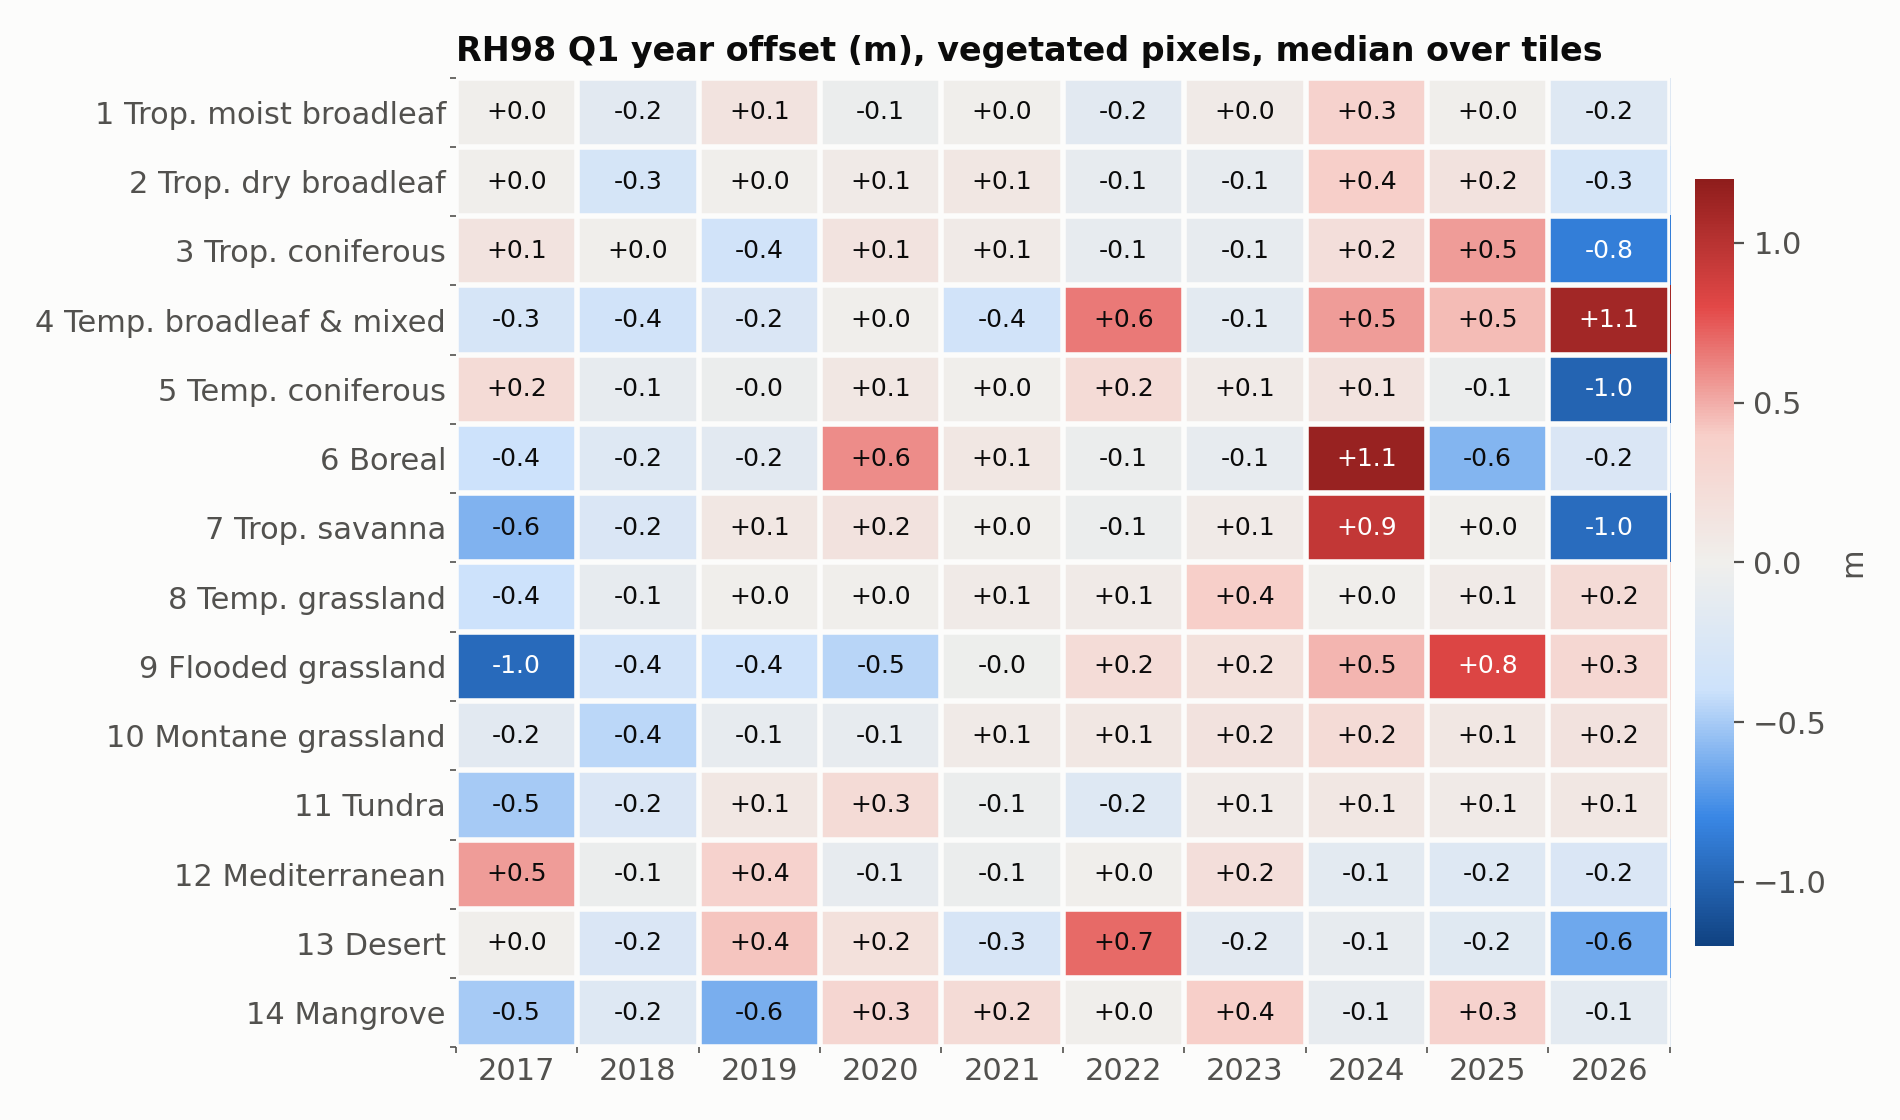 RH98 Q1 year offset (m), vegetated pixels, median over tiles
1 Trop. moist broadleaf +0.0 -0.2 +0.1 -0.1 +0.0 -0.2 +0.0 +0.3 +0.0 -0.2
2 Trop. dry broadleaf +0.0 -0.3 +0.0 +0.1 +0.1 -0.1 -0.1 +0.4 +0.2 -0.3
3 Trop. coniferous +0.1 +0.0 -0.4 +0.1 +0.1 -0.1 -0.1 +0.2 +0.5 -0.8
4 Temp. broadleaf & mixed -0.3 -0.4 -0.2 +0.0 -0.4 +0.6 -0.1 +0.5 +0.5 +1.1
5 Temp. coniferous +0.2 -0.1 -0.0 +0.1 +0.0 +0.2 +0.1 +0.1 -0.1 -1.0
6 Boreal -0.4 -0.2 -0.2 +0.6 +0.1 -0.1 -0.1 +1.1 -0.6 -0.2
7 Trop. savanna -0.6 -0.2 +0.1 +0.2 +0.0 -0.1 +0.1 +0.9 +0.0 -1.0
8 Temp. grassland -0.4 -0.1 +0.0 +0.0 +0.1 +0.1 +0.4 +0.0 +0.1 +0.2
9 Flooded grassland -1.0 -0.4 -0.4 -0.5 -0.0 +0.2 +0.2 +0.5 +0.8 +0.3
10 Montane grassland -0.2 -0.4 -0.1 -0.1 +0.1 +0.1 +0.2 +0.2 +0.1 +0.2
11 Tundra -0.5 -0.2 +0.1 +0.3 -0.1 -0.2 +0.1 +0.1 +0.1 +0.1
12 Mediterranean +0.5 -0.1 +0.4 -0.1 -0.1 +0.0 +0.2 -0.1 -0.2 -0.2
13 Desert +0.0 -0.2 +0.4 +0.2 -0.3 +0.7 -0.2 -0.1 -0.2 -0.6
14 Mangrove -0.5 -0.2 -0.6 +0.3 +0.2 +0.0 +0.4 -0.1 +0.3 -0.1
2017 2018 2019 2020 2021 2022 2023 2024 2025 2026
1.0
0.5
0.0
−0.5
−1.0
m